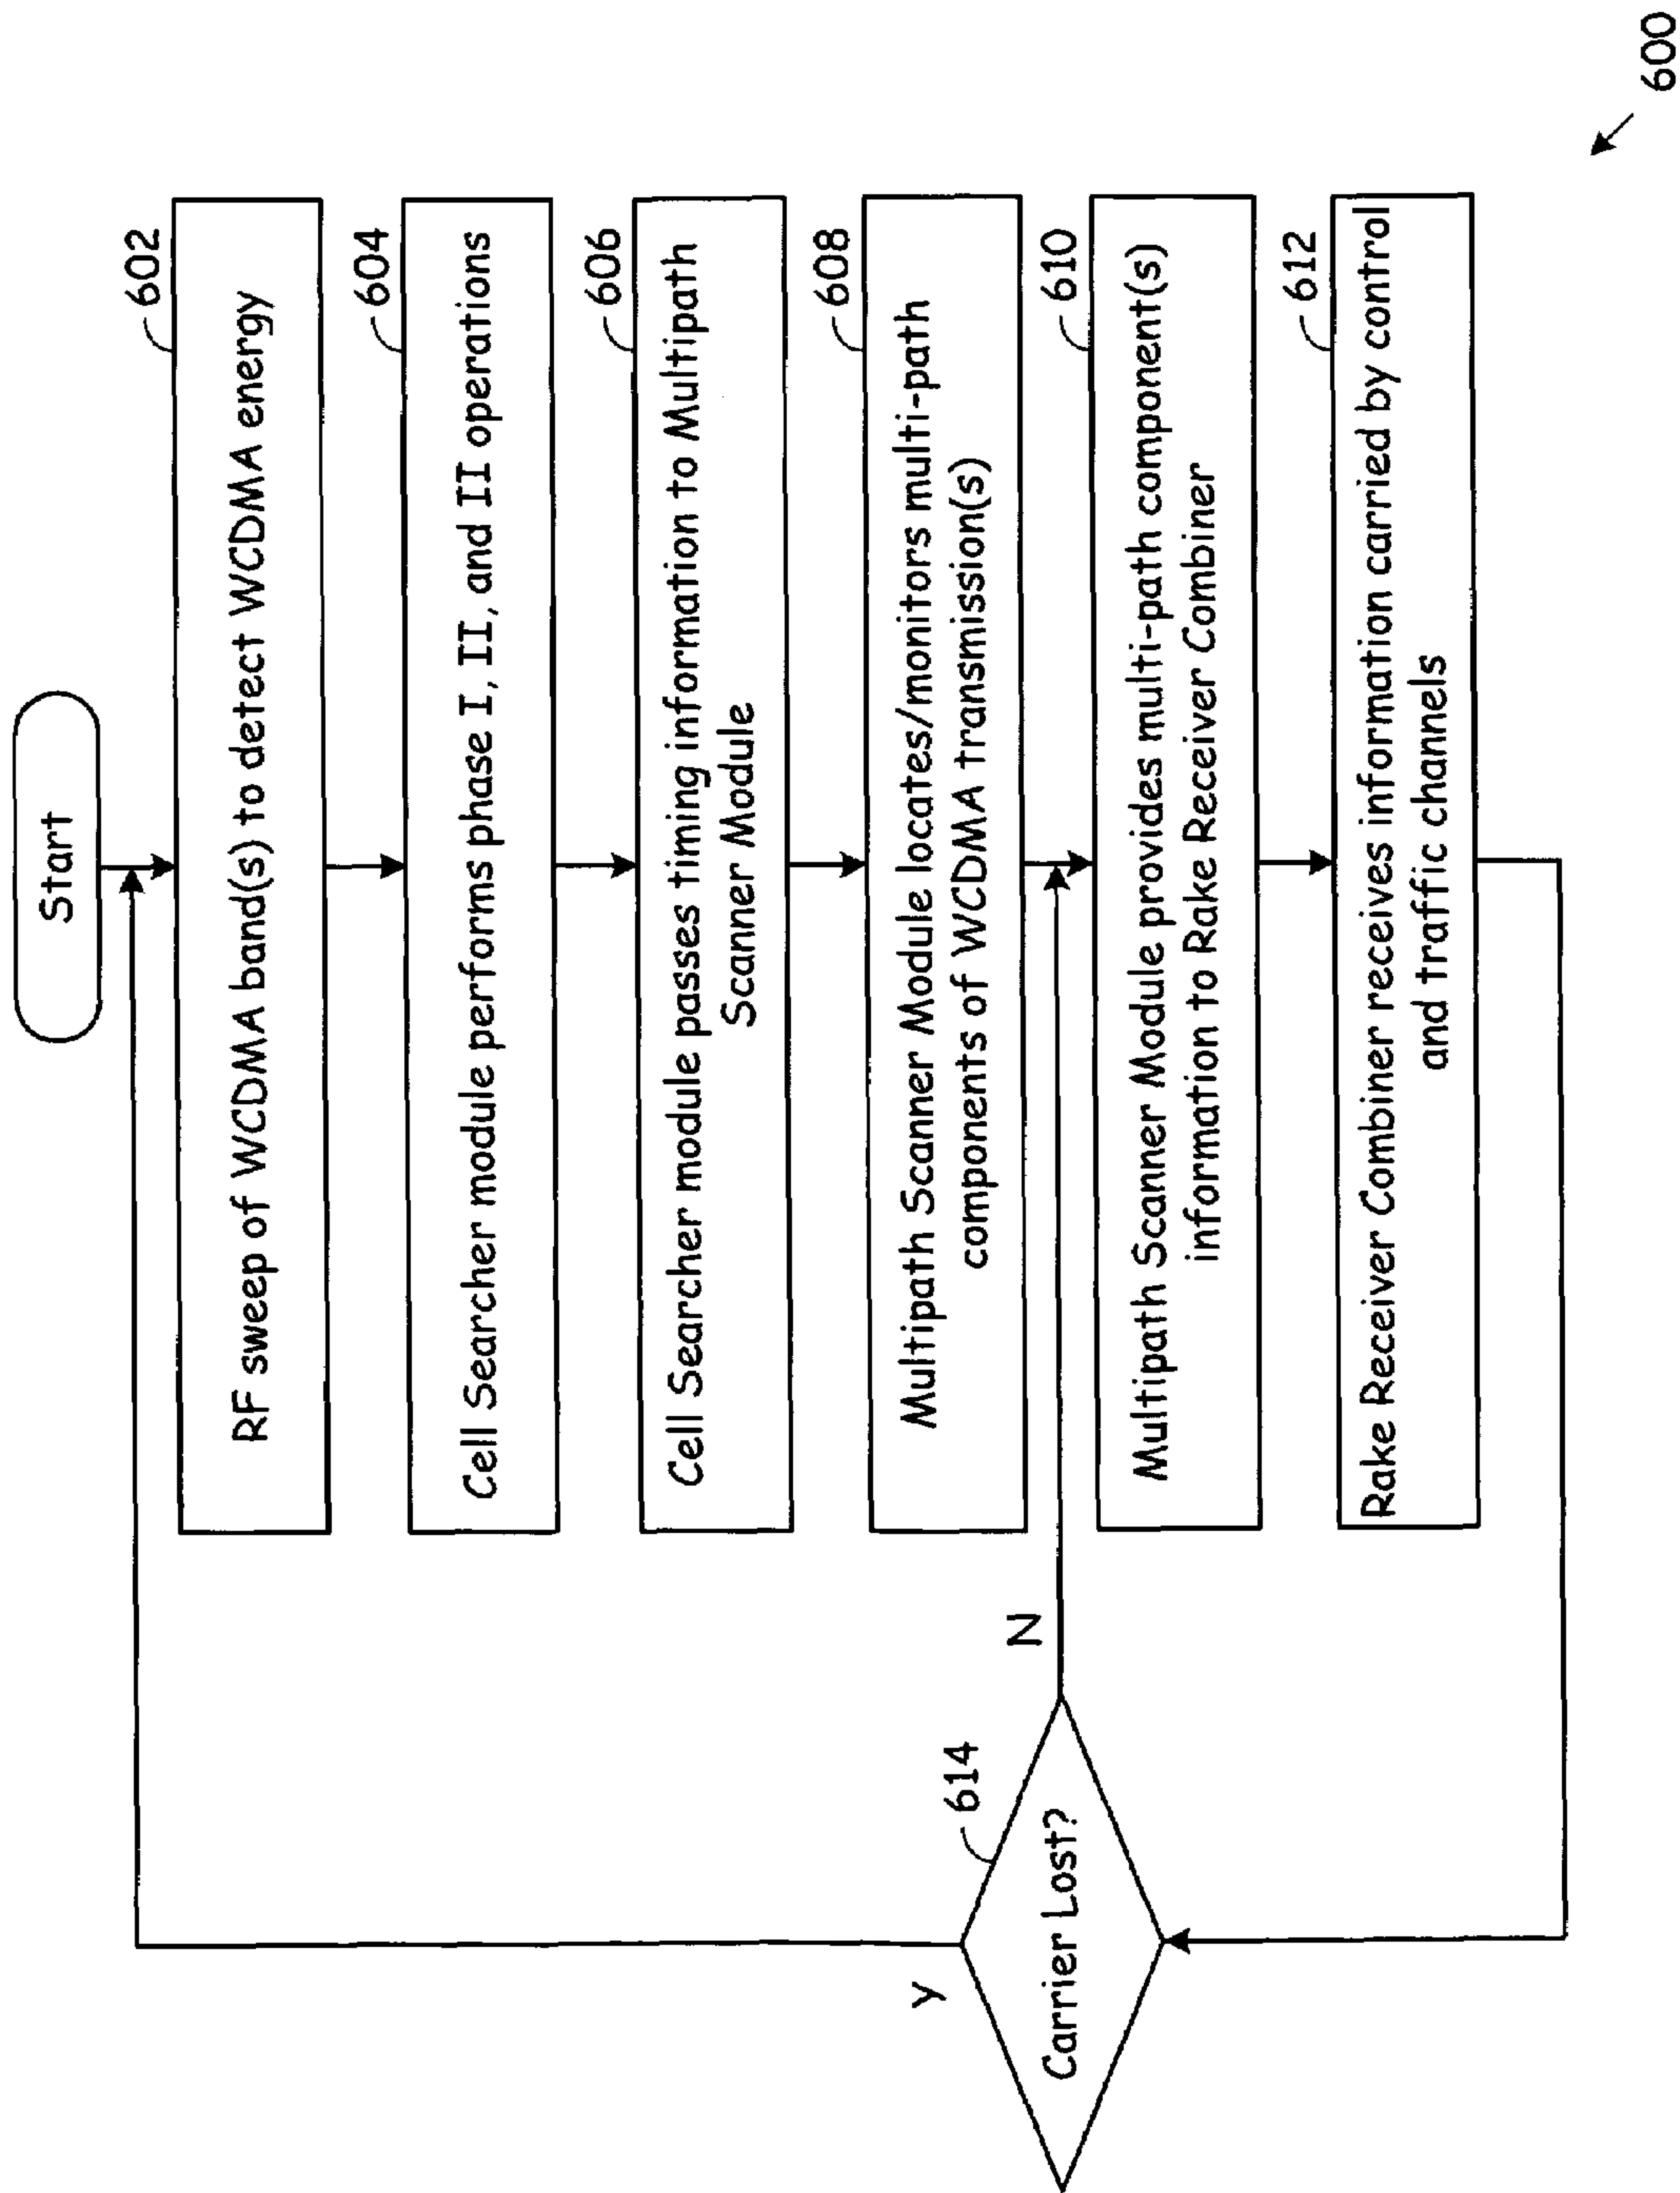 Start
602
RF sweep of WCDMA band(s) to detect WCDMA energy
604
Cell Searcher module performs phase I, II, and II operations
606
Cell Searcher module passes timing information to Multipath
Scanner Module
608
Multipath Scanner Module locates/monitors multi-path
components of WCDMA transmission(s)
610
Multipath Scanner Module provides multi-path component(s)
information to Rake Receiver Combiner
612
Rake Receiver Combiner receives information carried by control
and traffic channels
614
Carrier Lost?
Y
N
600